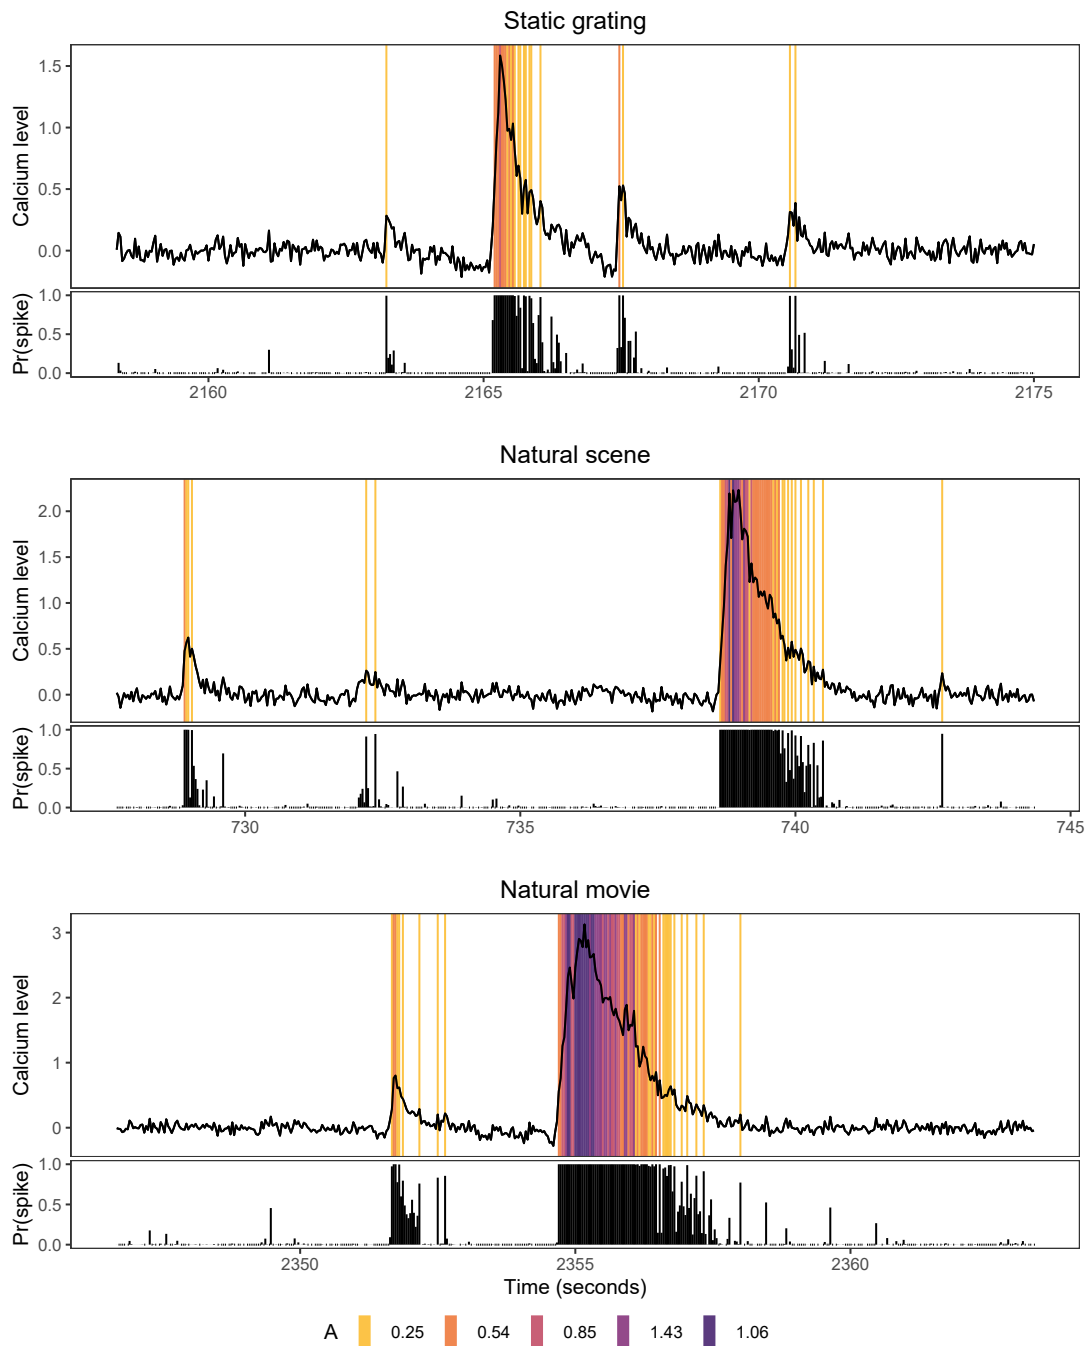 Static grating
Calcium level
1.5
1.0
0.5
0.0
Pr(spike)
1.0
0.5
0.0
2160 2165 2170 2175
Natural scene
Calcium level
2.0
1.5
1.0
0.5
0.0
Pr(spike)
1.0
0.5
0.0
730 735 740 745
Natural movie
Calcium level
3
2
1
0
Pr(spike)
1.0
0.5
0.0
2350 2355 2360
Time (seconds)
A 0.25 0.54 0.85 1.43 1.06